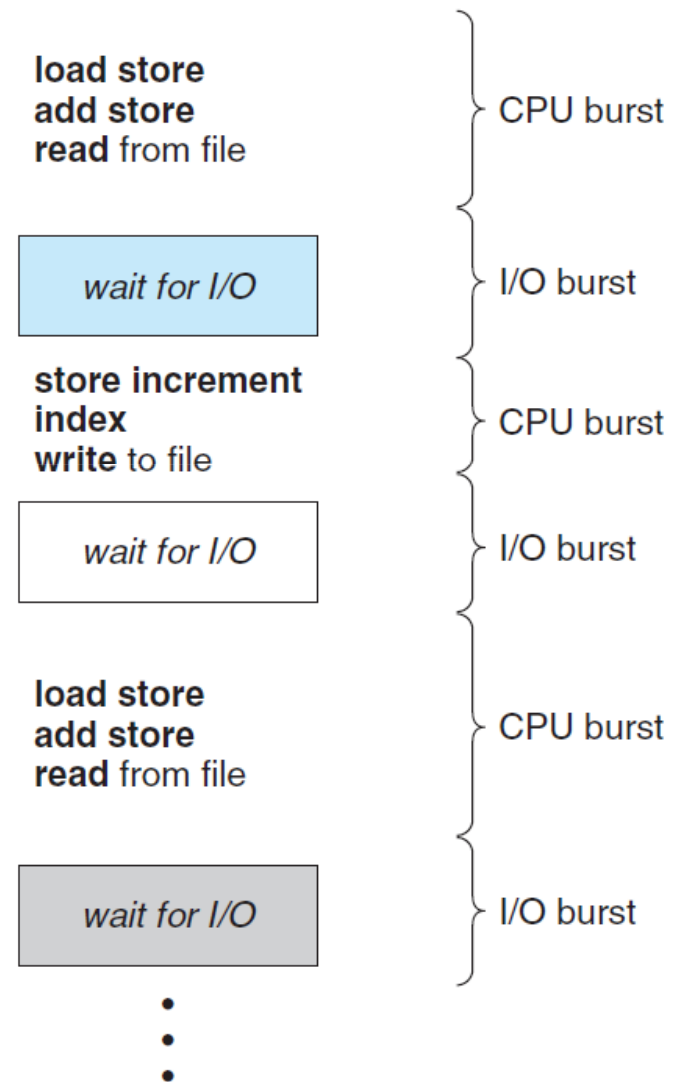 load store
add store
read from file
CPU burst
wait for I/O
I/O burst
store increment
index
write to file
CPU burst
wait for I/O
I/O burst
load store
add store
read from file
CPU burst
wait for I/O
I/O burst